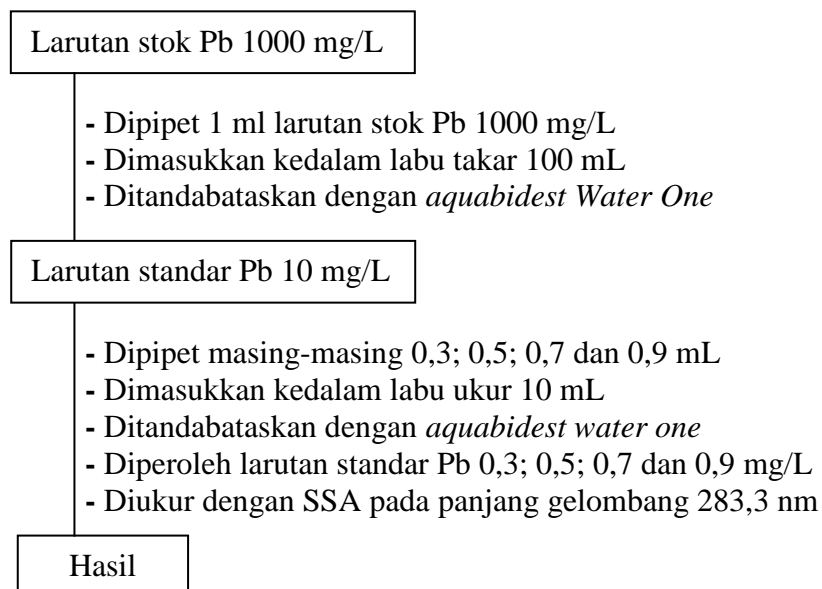 Larutan stok Pb 1000 mg/L
- Dipipet 1 ml larutan stok Pb 1000 mg/L
- Dimasukkan kedalam labu takar 100 mL
- Ditandabataskan dengan aquabidest Water One
Larutan standar Pb 10 mg/L
- Dipipet masing-masing 0,3; 0,5; 0,7 dan 0,9 mL
- Dimasukkan kedalam labu ukur 10 mL
- Ditandabataskan dengan aquabidest water one
- Diperoleh larutan standar Pb 0,3; 0,5; 0,7 dan 0,9 mg/L
- Diukur dengan SSA pada panjang gelombang 283,3 nm
Hasil